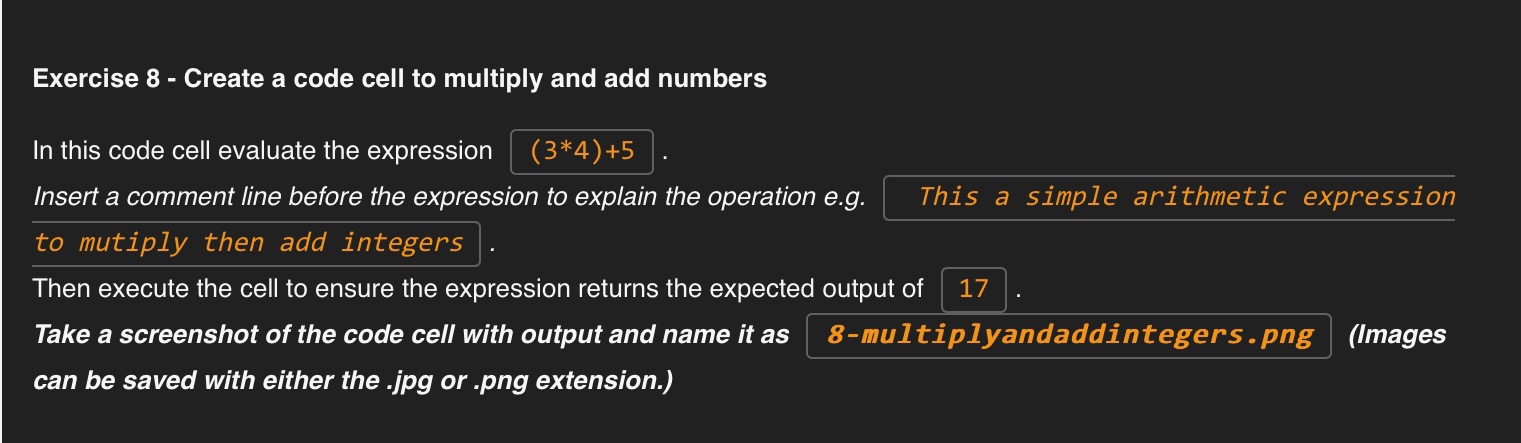 Exercise 8 - Create a code cell to multiply and add numbers
In this code cell evaluate the expression (3*4)+5 .
Insert a comment line before the expression to explain the operation e.g. This a simple arithmetic expression
to mutiply then add integers .
Then execute the cell to ensure the expression returns the expected output of 17 .
Take a screenshot of the code cell with output and name it as 8-multiplyandaddintegers.png (Images
can be saved with either the .jpg or .png extension.)